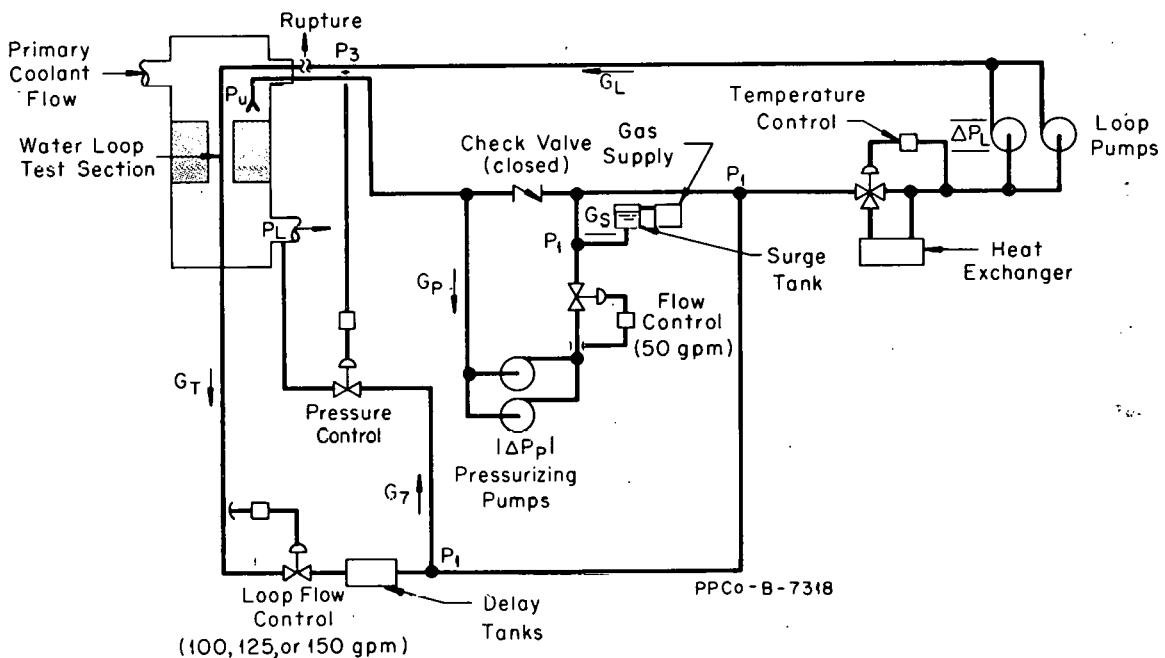 Rupture
Primary
Coolant
Flow
P3
Pu
GL
Temperature
Control
ΔPL
Loop
Pumps
Water Loop
Test Section
Check Valve
(closed)
Gas
Supply
P1
GS
P1
Surge
Tank
Heat
Exchanger
PL
GP
Flow
Control
(50 gpm)
GT
Pressure
Control
|ΔPP|
Pressurizing
Pumps
G7
P1
Loop Flow
Control
(100, 125, or 150 gpm)
Delay
Tanks
PPCo-B-7318